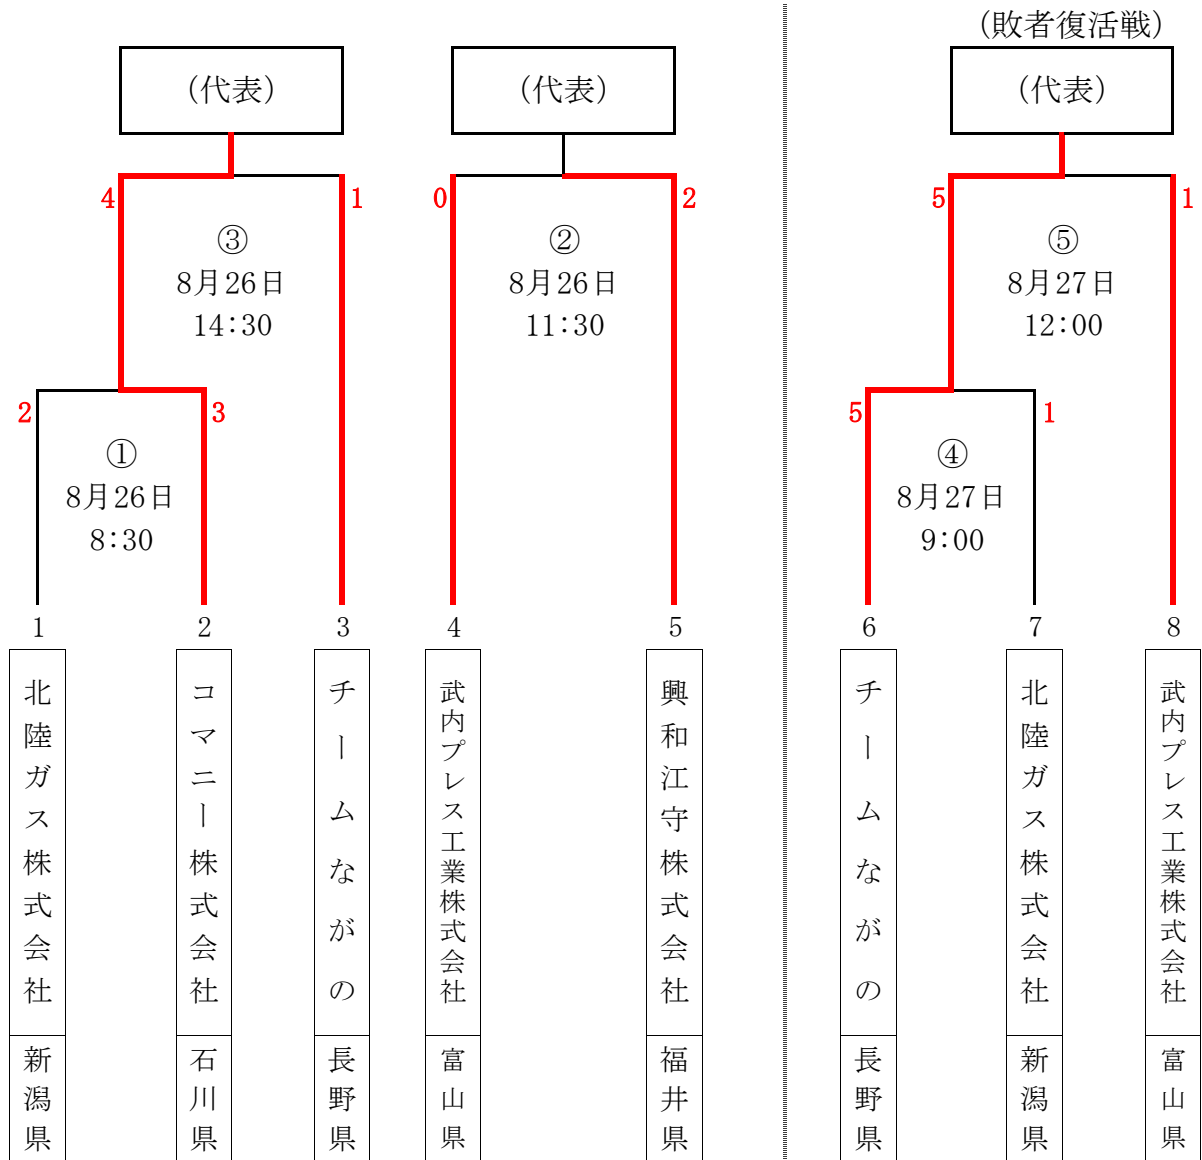 (敗者復活戦)
(代表)
(代表)
(代表)
4
1
0
2
5
1
③
8月26日
14:30
②
8月26日
11:30
⑤
8月27日
12:00
2
3
5
1
①
8月26日
8:30
④
8月27日
9:00
1
2
3
4
5
6
7
8
北陸ガス株式会社
コマニー株式会社
チームながの
武内プレス工業株式会社
興和江守株式会社
チームながの
北陸ガス株式会社
武内プレス工業株式会社
新潟県
石川県
長野県
富山県
福井県
長野県
新潟県
富山県